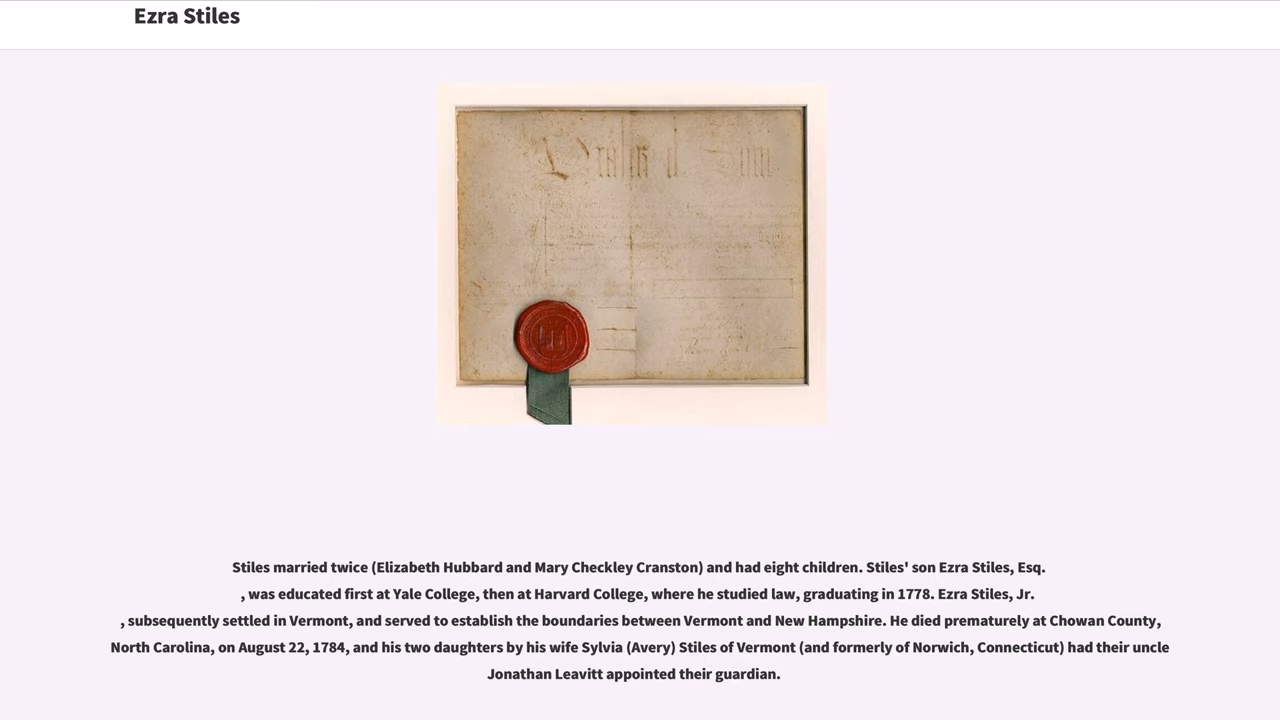 Ezra Stiles
Stiles married twice (Elizabeth Hubbard and Mary Checkley Cranston) and had eight children. Stiles' son Ezra Stiles, Esq.
, was educated first at Yale College, then at Harvard College, where he studied law, graduating in 1778. Ezra Stiles, Jr.
, subsequently settled in Vermont, and served to establish the boundaries between Vermont and New Hampshire. He died prematurely at Chowan County,
North Carolina, on August 22, 1784, and his two daughters by his wife Sylvia (Avery) Stiles of Vermont (and formerly of Norwich, Connecticut) had their uncle
Jonathan Leavitt appointed their guardian.